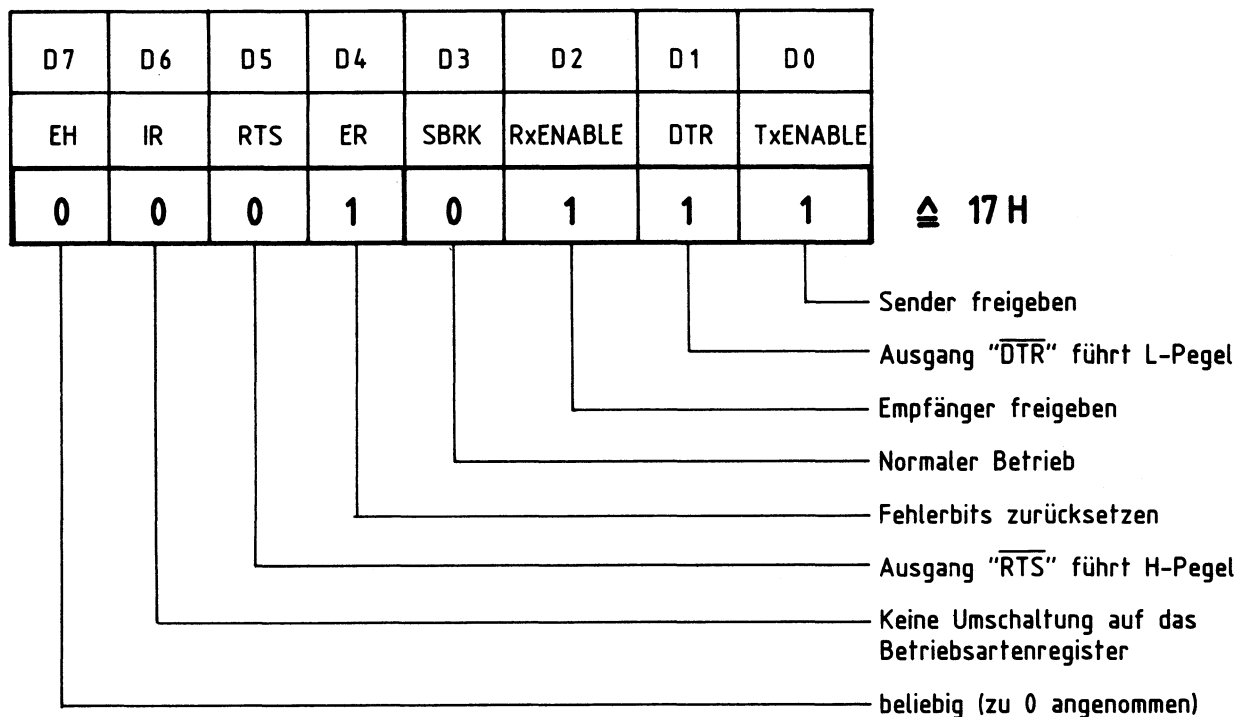 D7 D6 D5 D4 D3 D2 D1 D0
EH IR RTS ER SBRK RxENABLE DTR TxENABLE
0 0 0 1 0 1 1 1 ≙ 17 H
Sender freigeben
Ausgang "D̅T̅R̅" führt L-Pegel
Empfänger freigeben
Normaler Betrieb
Fehlerbits zurücksetzen
Ausgang "R̅T̅S̅" führt H-Pegel
Keine Umschaltung auf das
Betriebsartenregister
beliebig (zu 0 angenommen)